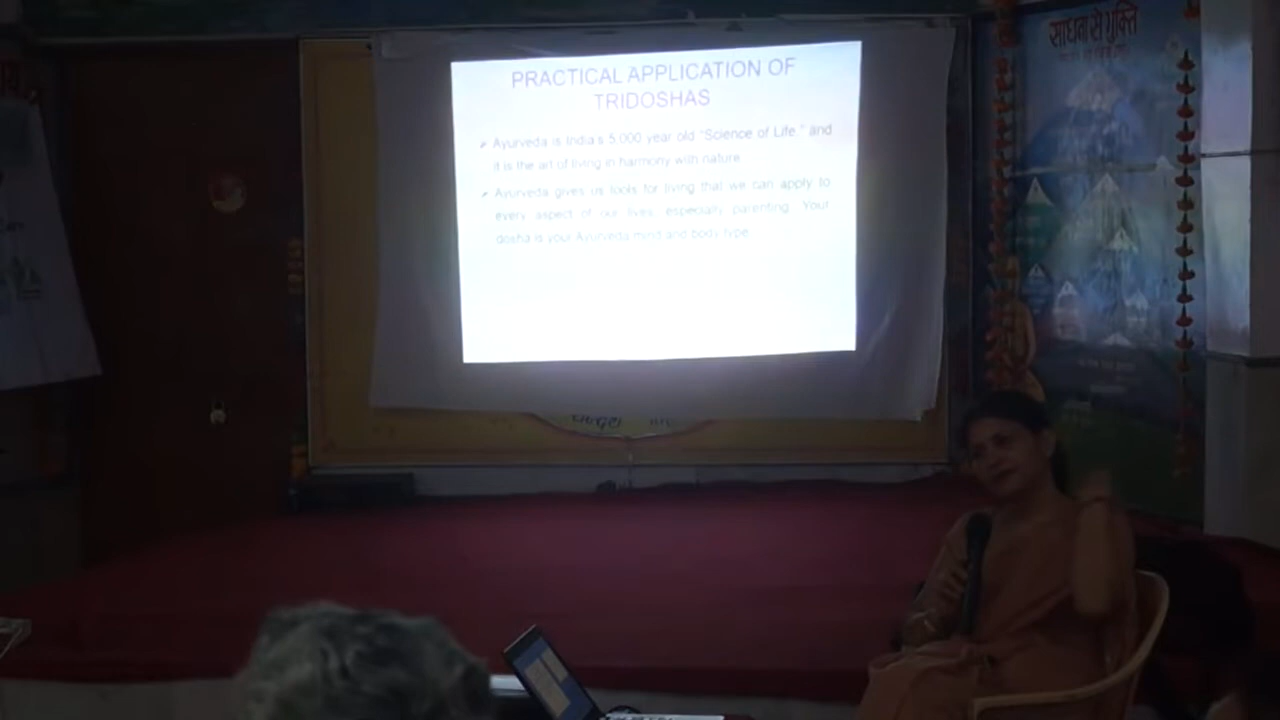 साधना से मुक्ति
PRACTICAL APPLICATION OF
TRIDOSHAS
Ayurveda is India's 5,000 year old "Science of Life," and
it is the art of living in harmony with nature.
Ayurveda gives us tools for living that we can apply to
every aspect of our lives, especially parenting. Your
dosha is your Ayurveda mind and body type.